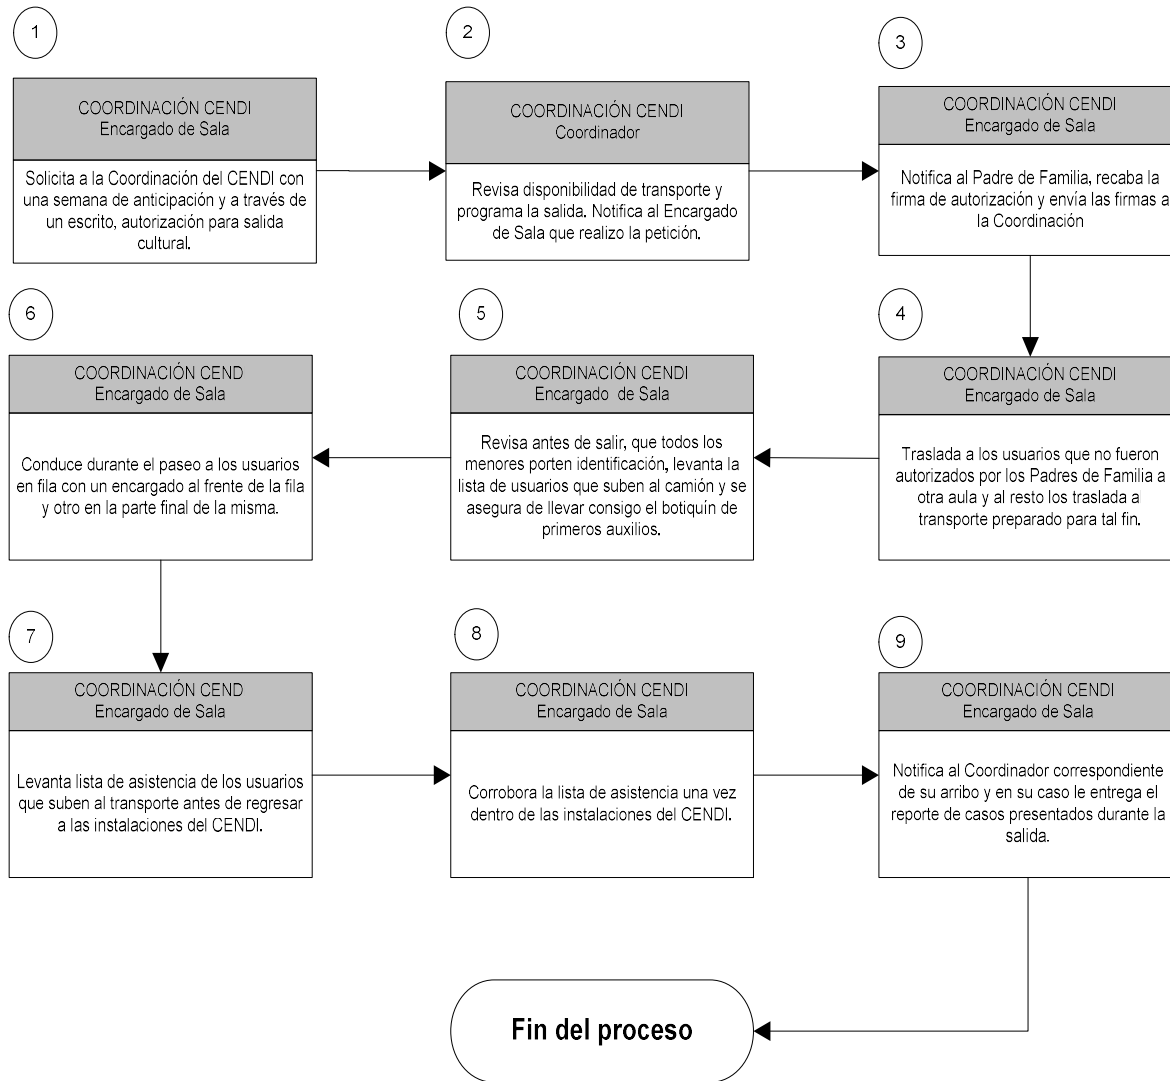 1
COORDINACIÓN CENDI
Encargado de Sala
Solicita a la Coordinación del CENDI con
una semana de anticipación y a través de
un escrito, autorización para salida
cultural.
2
COORDINACIÓN CENDI
Coordinador
Revisa disponibilidad de transporte y
programa la salida. Notifica al Encargado
de Sala que realizo la petición.
3
COORDINACIÓN CENDI
Encargado de Sala
Notifica al Padre de Familia, recaba la
firma de autorización y envía las firmas a
la Coordinación
4
COORDINACIÓN CENDI
Encargado de Sala
Traslada a los usuarios que no fueron
autorizados por los Padres de Familia a
otra aula y al resto los traslada al
transporte preparado para tal fin.
5
COORDINACIÓN CENDI
Encargado de Sala
Revisa antes de salir, que todos los
menores porten identificación, levanta la
lista de usuarios que suben al camión y se
asegura de llevar consigo el botiquín de
primeros auxilios.
6
COORDINACIÓN CEND
Encargado de Sala
Conduce durante el paseo a los usuarios
en fila con un encargado al frente de la fila
y otro en la parte final de la misma.
7
COORDINACIÓN CEND
Encargado de Sala
Levanta lista de asistencia de los usuarios
que suben al transporte antes de regresar
a las instalaciones del CENDI.
8
COORDINACIÓN CENDI
Encargado de Sala
Corrobora la lista de asistencia una vez
dentro de las instalaciones del CENDI.
9
COORDINACIÓN CENDI
Encargado de Sala
Notifica al Coordinador correspondiente
de su arribo y en su caso le entrega el
reporte de casos presentados durante la
salida.
Fin del proceso